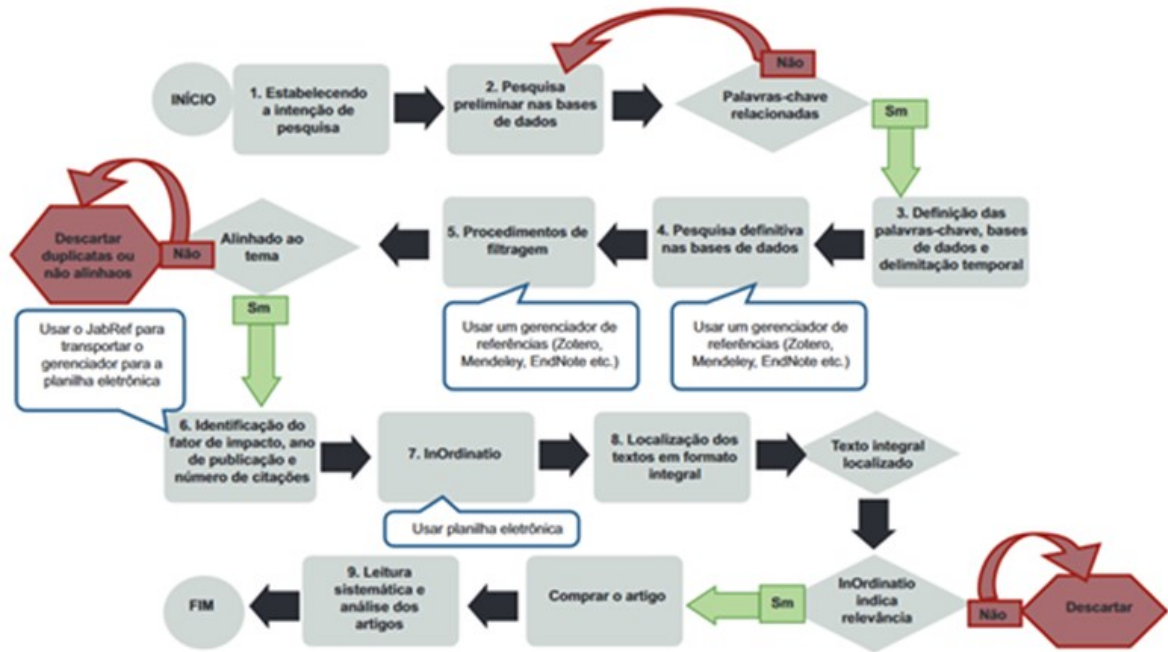 INÍCIO
1. Estabelecendo
a intenção de
pesquisa
2. Pesquisa
preliminar nas bases
de dados
Não
Palavras-chave
relacionadas
Sm
3. Definição das
palavras-chave, bases
de dados e
delimitação temporal
4. Pesquisa definitiva
nas bases de dados
5. Procedimentos de
filtragem
Alinhado ao
tema
Não
Descartar
duplicatas ou
não alinhaos
Sm
Usar o JabRef para
transportar o
gerenciador para a
planilha eletrônica
Usar um gerenciador de
referências (Zotero,
Mendeley, EndNote etc.)
Usar um gerenciador de
referências (Zotero,
Mendeley, EndNote etc.)
6. Identificação do
fator de impacto, ano
de publicação e
número de citações
7. InOrdinatio
Usar planilha eletrônica
8. Localização dos
textos em formato
integral
Texto integral
localizado
InOrdinatio
indica
relevância
Não
Descartar
Sm
Comprar o artigo
9. Leitura
sistemática e
análise dos
artigos
FIM